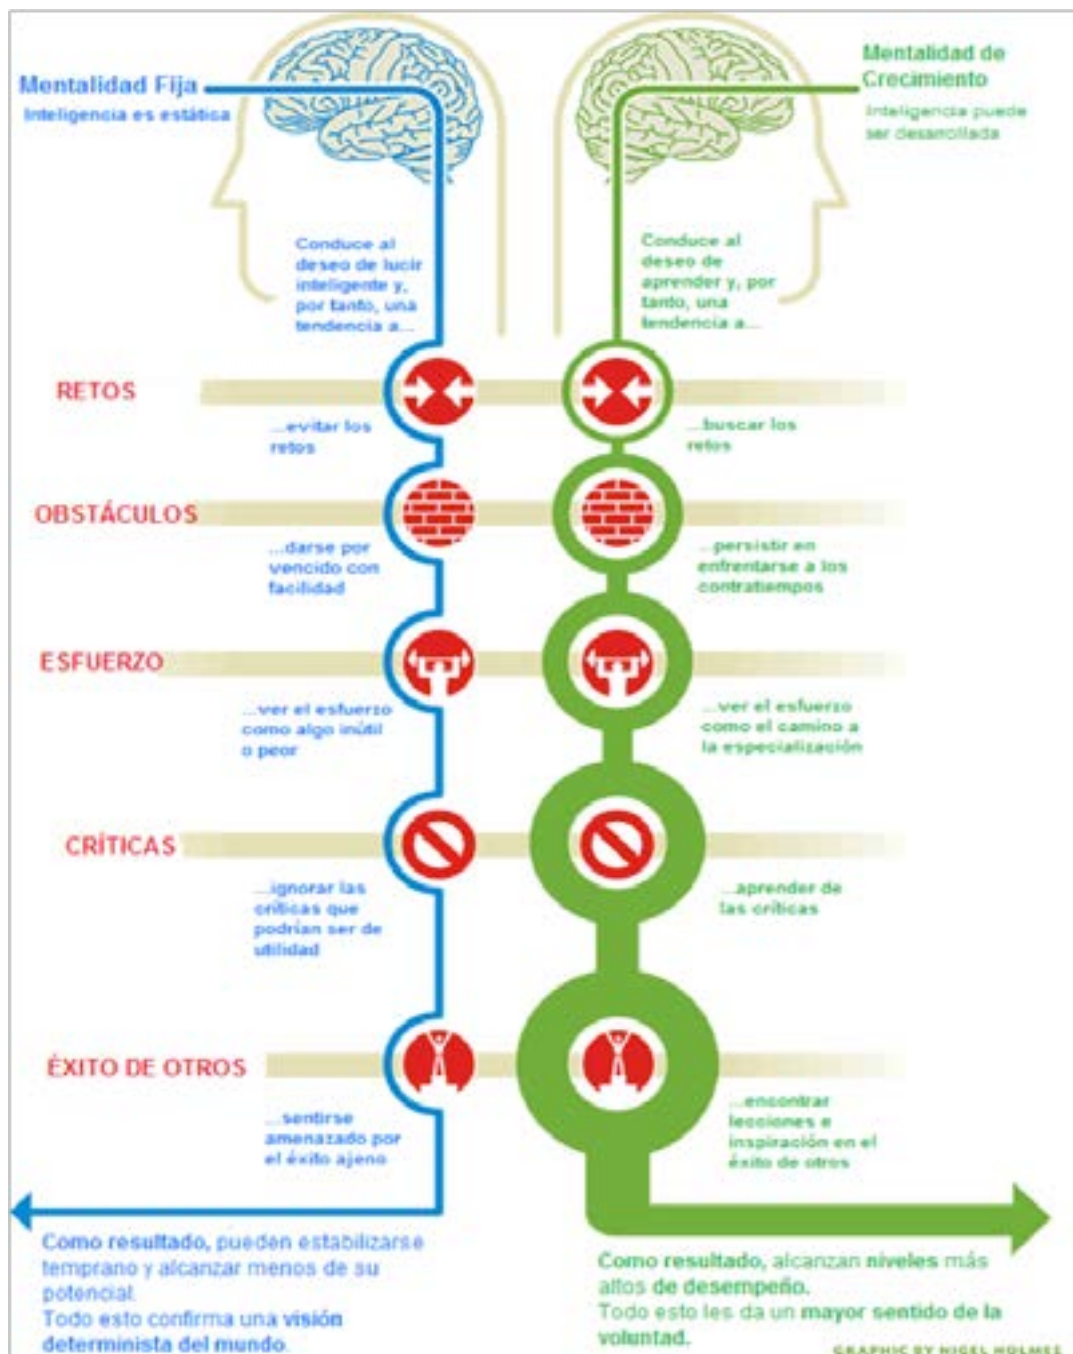 Mentalidad Fija
Inteligencia es estática
Mentalidad de
Crecimiento
Inteligencia puede
ser desarrollada
Conduce al
deseo de lucir
inteligente y,
por tanto, una
tendencia a...
Conduce al
deseo de
aprender y, por
tanto, una
tendencia a...
RETOS
...evitar los
retos
...buscar los
retos
OBSTÁCULOS
...darse por
vencido con
facilidad
...persistir en
enfrentarse a los
contratiempos
ESFUERZO
...ver el esfuerzo
como algo inútil
o peor
...ver el esfuerzo
como el camino a
la especialización
CRÍTICAS
...ignorar las
críticas que
podrían ser de
utilidad
...aprender de
las críticas
ÉXITO DE OTROS
...sentirse
amenazado por
el éxito ajeno
...encontrar
lecciones e
inspiración en el
éxito de otros
Como resultado, pueden estabilizarse
temprano y alcanzar menos de su
potencial.
Todo esto confirma una visión
determinista del mundo.
Como resultado, alcanzan niveles más
altos de desempeño.
Todo esto les da un mayor sentido de la
voluntad.
GRAPHIC BY NIGEL HOLMES